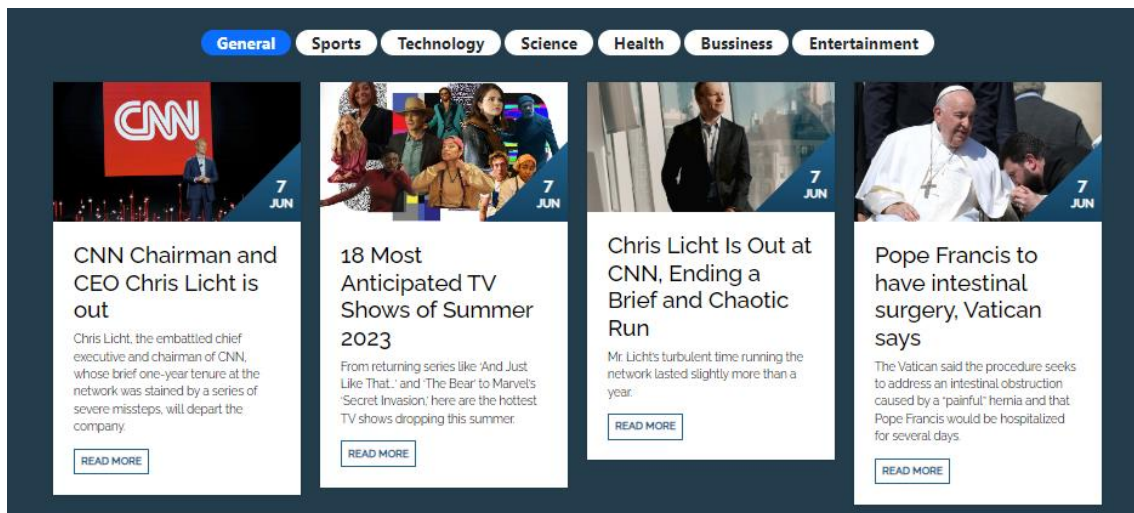 General Sports Technology Science Health Bussiness Entertainment
CNN
7
JUN
CNN Chairman and
CEO Chris Licht is
out
Chris Licht, the embattled chief
executive and chairman of CNN,
whose brief one-year tenure at the
network was stained by a series of
severe missteps, will depart the
company.
READ MORE
7
JUN
18 Most
Anticipated TV
Shows of Summer
2023
From returning series like 'And Just
Like That...' and 'The Bear' to Marvel's
'Secret Invasion,' here are the hottest
TV shows dropping this summer.
READ MORE
7
JUN
Chris Licht Is Out at
CNN, Ending a
Brief and Chaotic
Run
Mr. Licht's turbulent time running the
network lasted slightly more than a
year.
READ MORE
7
JUN
Pope Francis to
have intestinal
surgery, Vatican
says
The Vatican said the procedure seeks
to address an intestinal obstruction
caused by a "painful" hernia and that
Pope Francis would be hospitalized
for several days.
READ MORE